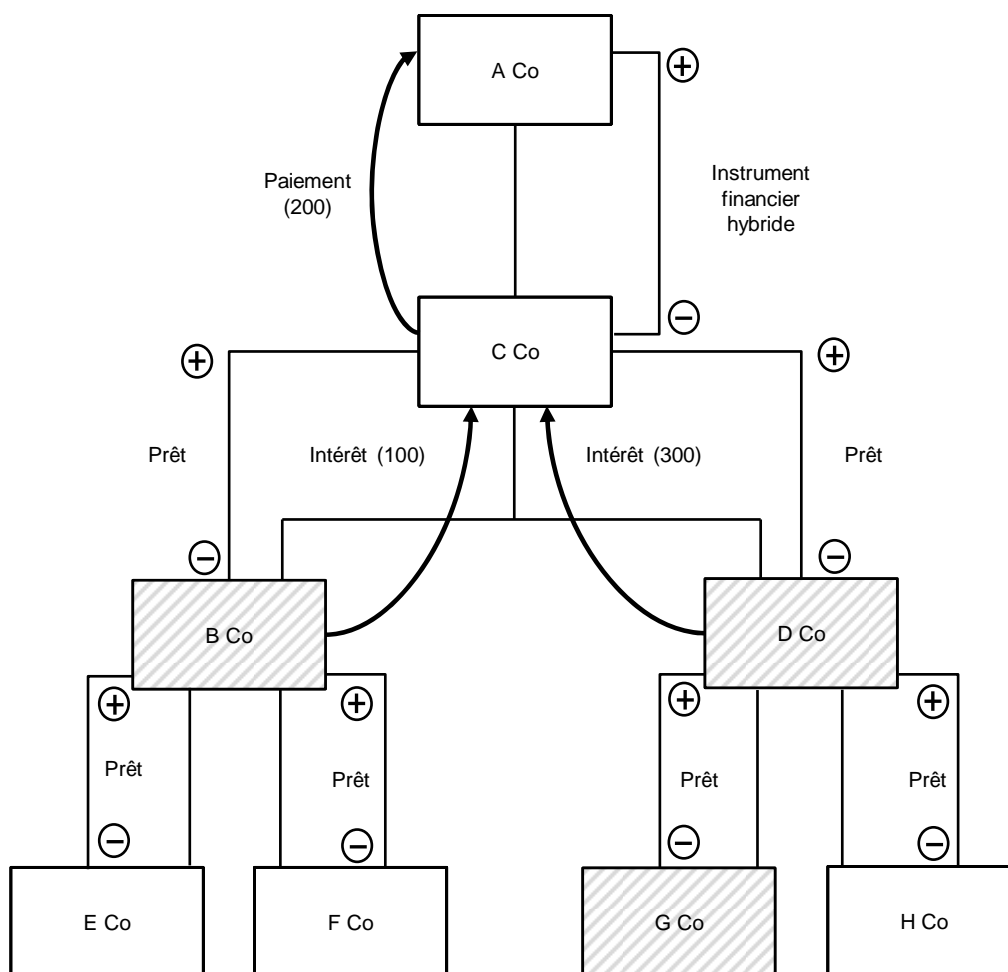 A Co
+
Paiement
(200)
Instrument
financier
hybride
−
C Co
+
+
Prêt
Intérêt (100)
Intérêt (300)
Prêt
−
−
B Co
D Co
+
+
+
+
Prêt
Prêt
Prêt
Prêt
−
−
−
−
E Co
F Co
G Co
H Co